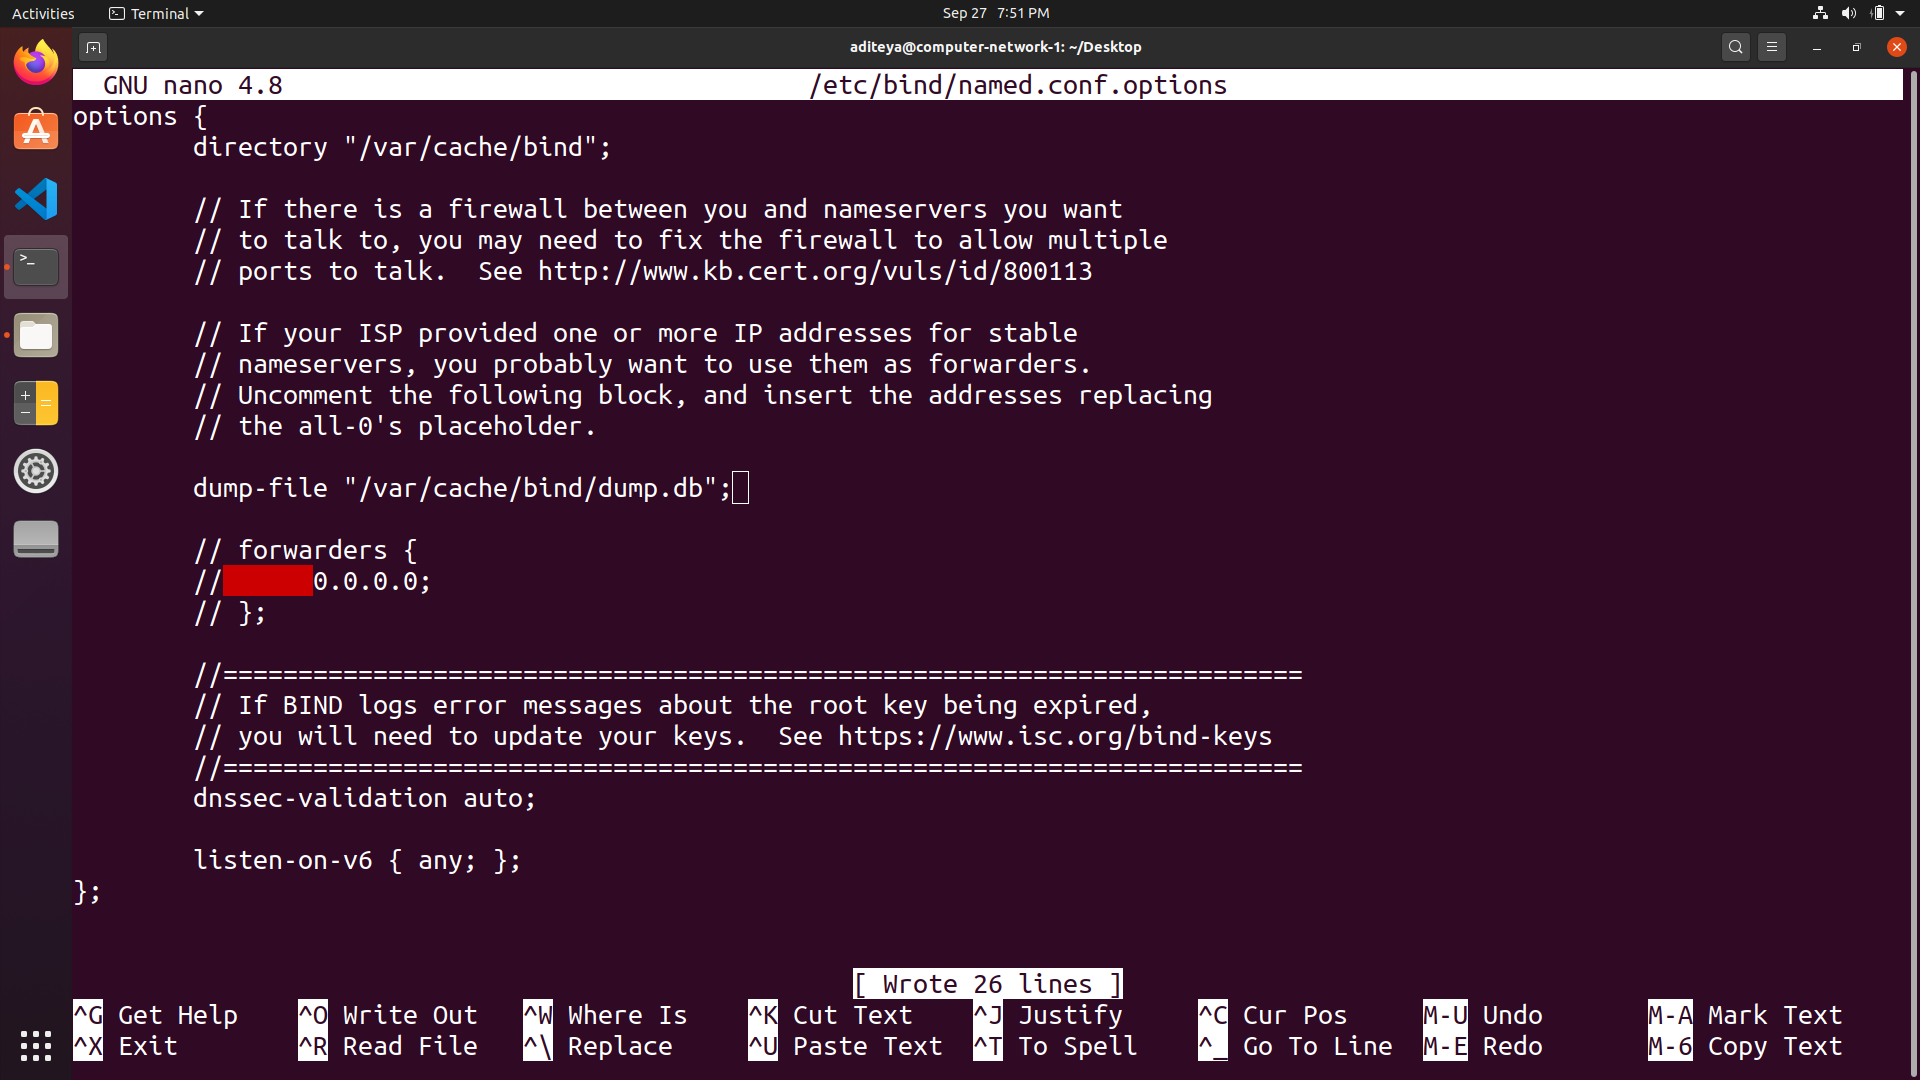 Activities Terminal Sep 27 7:51 PM
aditeya@computer-network-1: ~/Desktop
GNU nano 4.8 /etc/bind/named.conf.options
options {
directory "/var/cache/bind";
// If there is a firewall between you and nameservers you want
// to talk to, you may need to fix the firewall to allow multiple
// ports to talk.  See http://www.kb.cert.org/vuls/id/800113
// If your ISP provided one or more IP addresses for stable
// nameservers, you probably want to use them as forwarders.
// Uncomment the following block, and insert the addresses replacing
// the all-0's placeholder.
dump-file "/var/cache/bind/dump.db";
// forwarders {
//      0.0.0.0;
// };
//========================================================================
// If BIND logs error messages about the root key being expired,
// you will need to update your keys.  See https://www.isc.org/bind-keys
//========================================================================
dnssec-validation auto;
listen-on-v6 { any; };
};
[ Wrote 26 lines ]
^G Get Help ^O Write Out ^W Where Is ^K Cut Text ^J Justify ^C Cur Pos M-U Undo M-A Mark Text
^X Exit ^R Read File ^\ Replace ^U Paste Text ^T To Spell ^_ Go To Line M-E Redo M-6 Copy Text